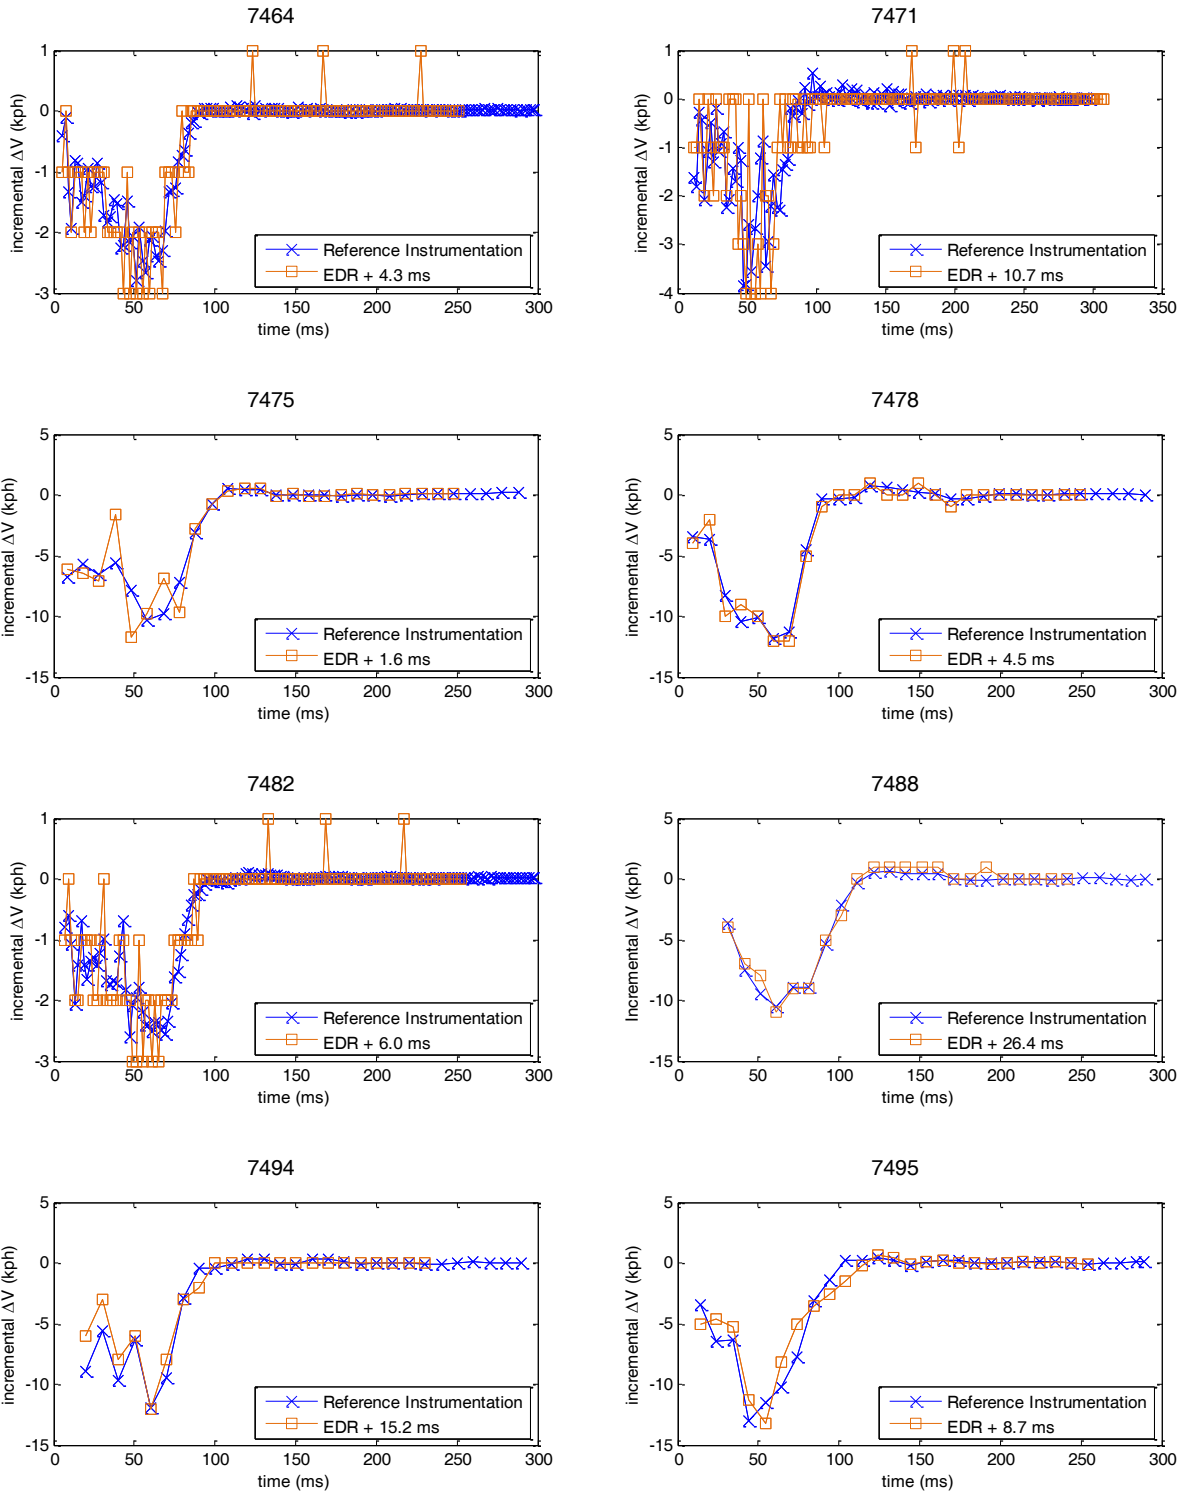 7464
1
0
-1
-2
-3
incremental ΔV (kph)
Reference Instrumentation
EDR + 4.3 ms
0 50 100 150 200 250 300
time (ms)
7471
1
0
-1
-2
-3
-4
incremental ΔV (kph)
Reference Instrumentation
EDR + 10.7 ms
0 50 100 150 200 250 300 350
time (ms)
7475
5
0
-5
-10
-15
incremental ΔV (kph)
Reference Instrumentation
EDR + 1.6 ms
0 50 100 150 200 250 300
time (ms)
7478
5
0
-5
-10
-15
incremental ΔV (kph)
Reference Instrumentation
EDR + 4.5 ms
0 50 100 150 200 250 300
time (ms)
7482
1
0
-1
-2
-3
incremental ΔV (kph)
Reference Instrumentation
EDR + 6.0 ms
0 50 100 150 200 250 300
time (ms)
7488
5
0
-5
-10
-15
Incremental ΔV (kph)
Reference Instrumentation
EDR + 26.4 ms
0 50 100 150 200 250 300
time (ms)
7494
5
0
-5
-10
-15
incremental ΔV (kph)
Reference Instrumentation
EDR + 15.2 ms
0 50 100 150 200 250 300
time (ms)
7495
5
0
-5
-10
-15
incremental ΔV (kph)
Reference Instrumentation
EDR + 8.7 ms
0 50 100 150 200 250 300
time (ms)